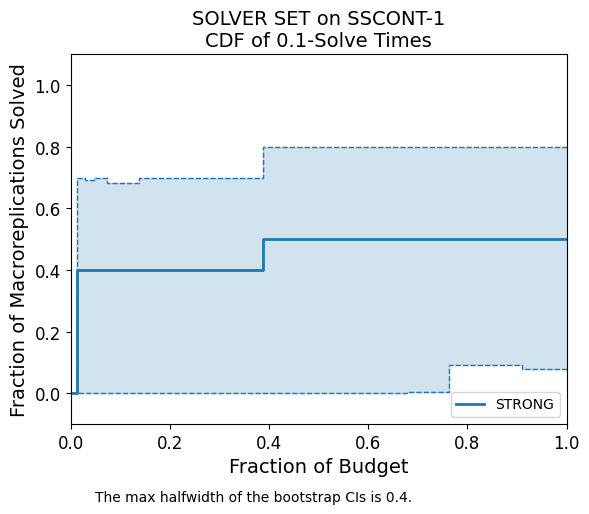 SOLVER SET on SSCONT-1
CDF of 0.1-Solve Times
Fraction of Macroreplications Solved
1.0
0.8
0.6
0.4
0.2
0.0
STRONG
0.0 0.2 0.4 0.6 0.8 1.0
Fraction of Budget
The max halfwidth of the bootstrap CIs is 0.4.